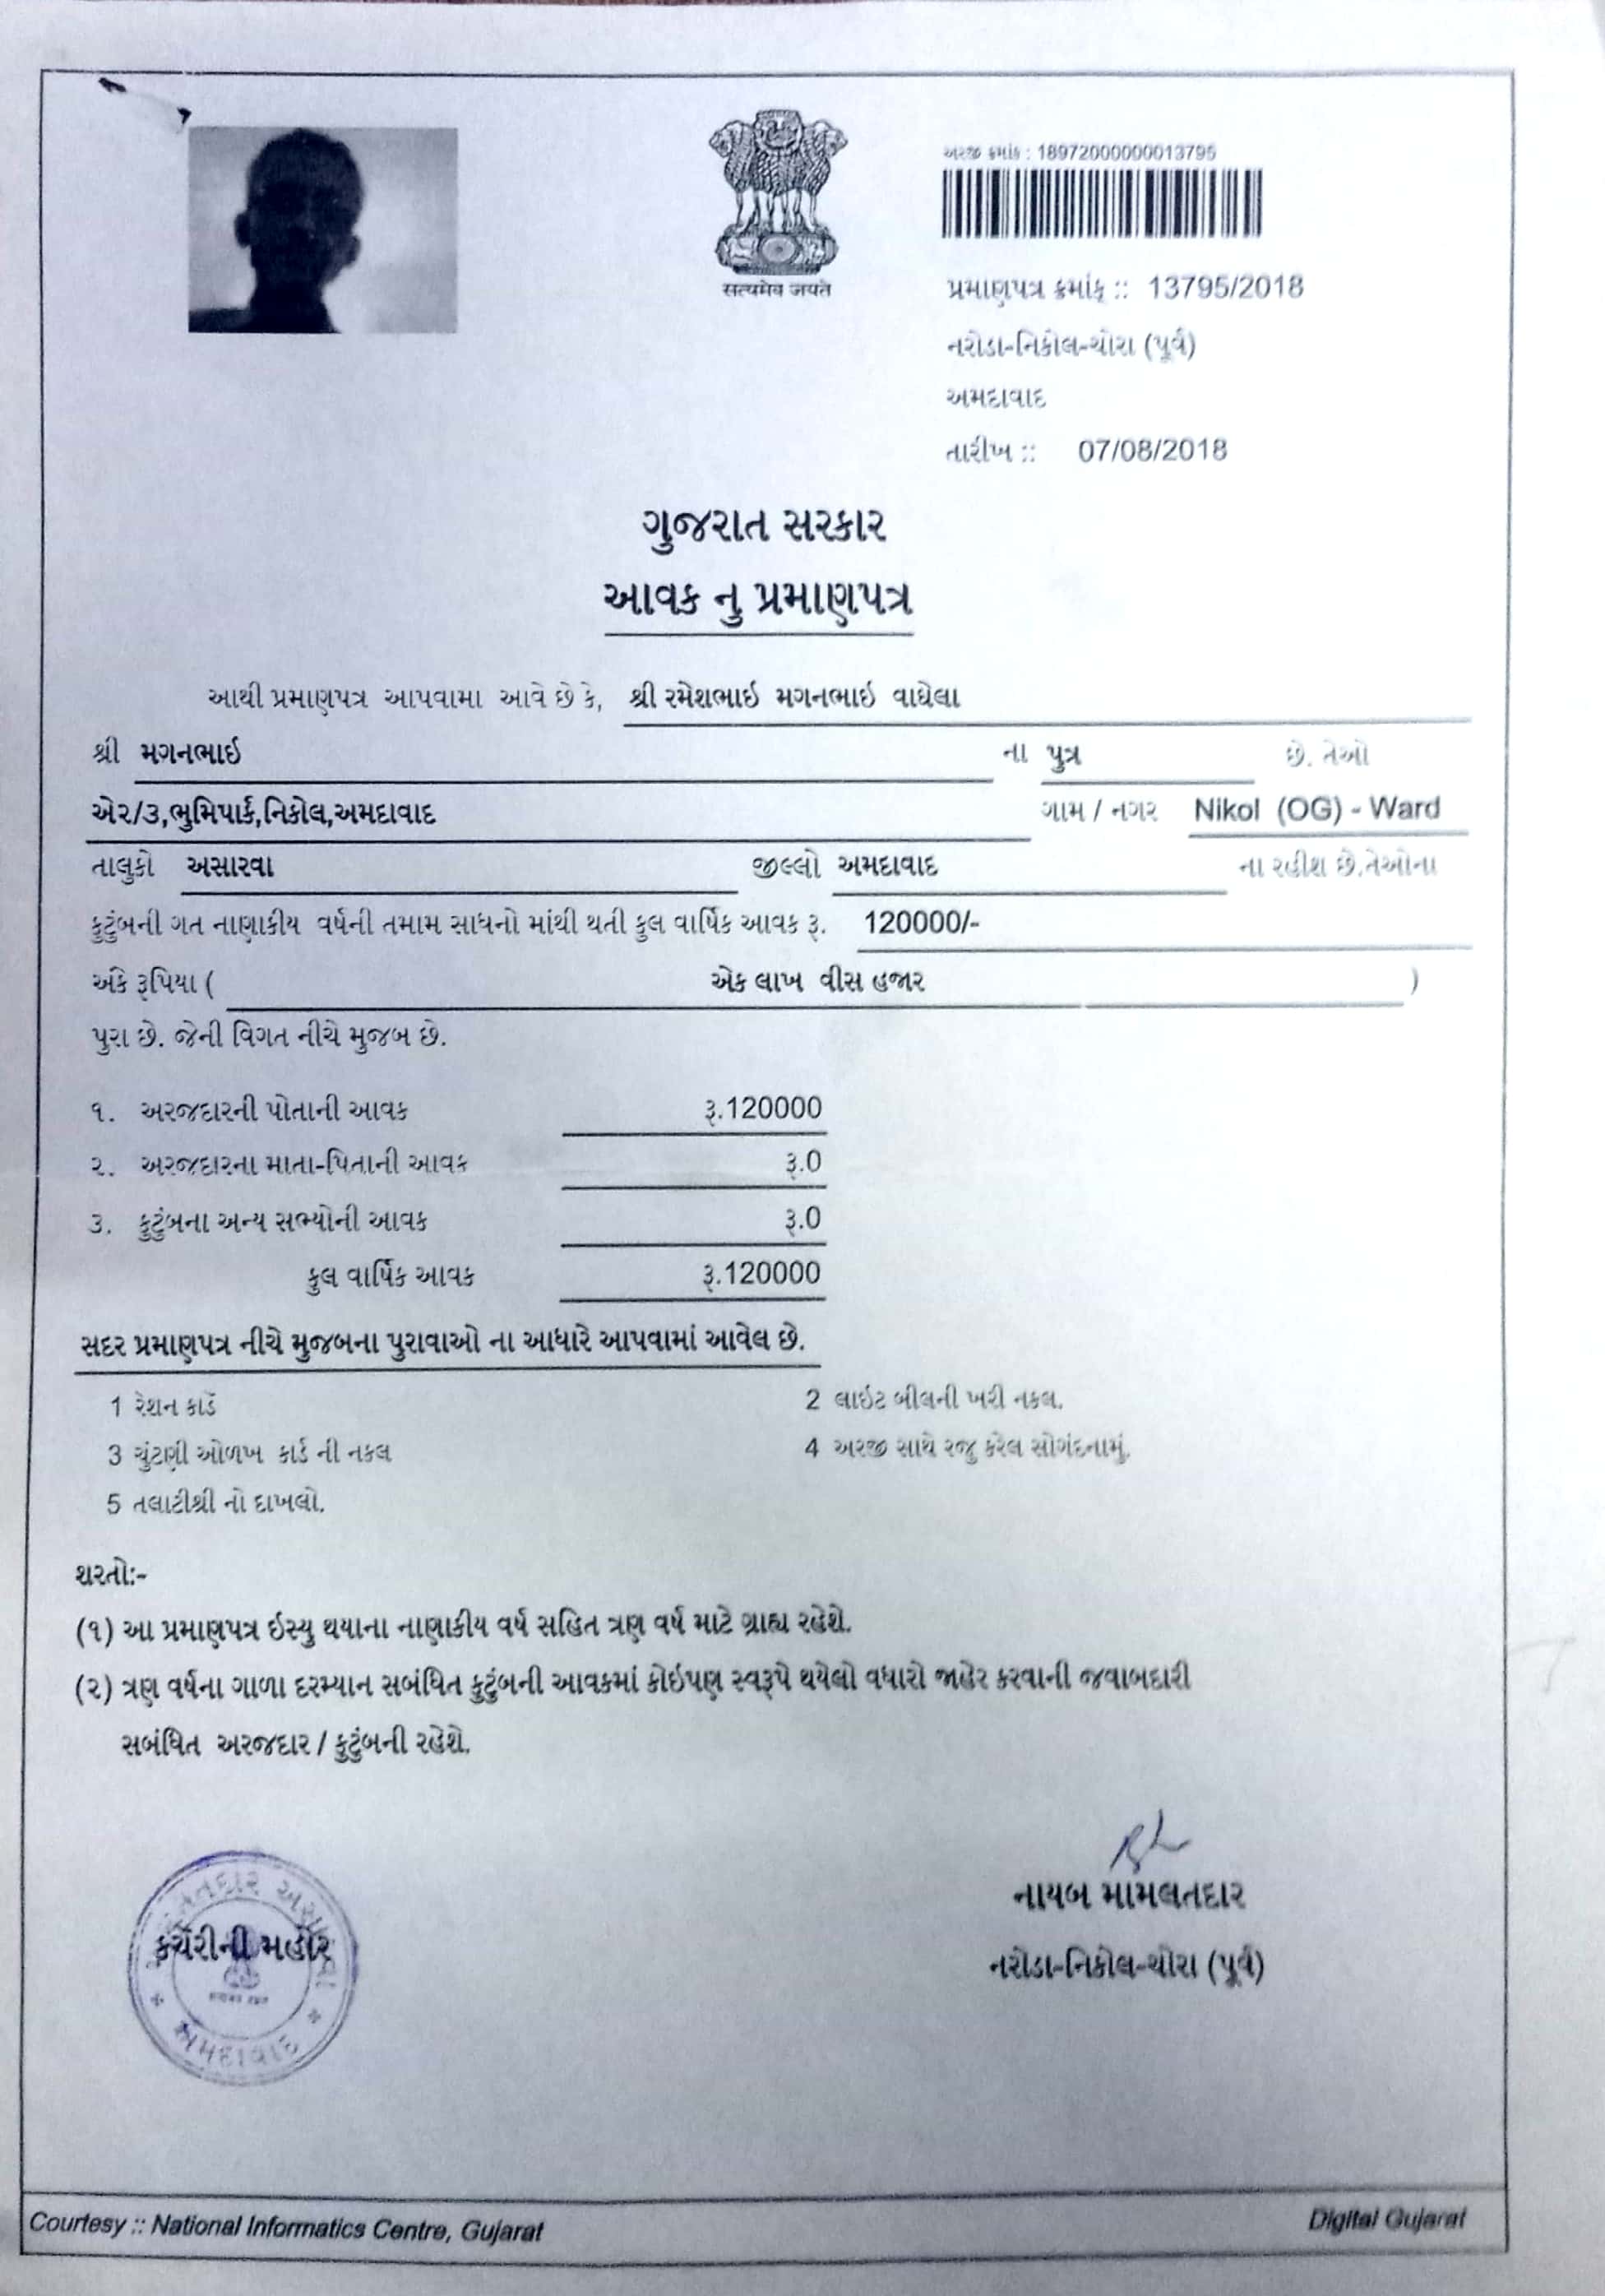 अરજી ક્રમાંક : 18972000000013795
सत्यमेव जयते
પ્રમાણપત્ર ક્રમાંક :: 13795/2018
નરોડા-નિકોલ-ચોરા (પૂર્વ)
અમદાવાદ
તારીખ :: 07/08/2018
ગુજરાત સરકાર
આવક નુ પ્રમાણપત્ર
આથી પ્રમાણપત્ર આપવામા આવે છે કે, શ્રી રમેશભાઇ મગનભાઇ વાઘેલા
શ્રી મગનભાઇ ના પુત્ર છે. તેઓ
એ૨/૩,ભુમિપાર્ક,નિકોલ,અમદાવાદ ગામ / નગર Nikol (OG) - Ward
તાલુકો અસારવા જીલ્લો અમદાવાદ ના રહીશ છે.તેઓના
કુટુંબની ગત નાણાકીય વર્ષની તમામ સાધનો માંથી થતી કુલ વાર્ષિક આવક રૂ. 120000/-
અંકે રૂપિયા ( એક લાખ વીસ હજાર )
પુરા છે. જેની વિગત નીચે મુજબ છે.
૧. અરજદારની પોતાની આવક રૂ.120000
૨. અરજદારના માતા-પિતાની આવક રૂ.0
૩. કુટુંબના અન્ય સભ્યોની આવક રૂ.0
કુલ વાર્ષિક આવક રૂ.120000
સદર પ્રમાણપત્ર નીચે મુજબના પુરાવાઓ ના આધારે આપવામાં આવેલ છે.
1 રેશન કાર્ડ 2 લાઇટ બીલની ખરી નકલ.
3 ચુંટણી ઓળખ કાર્ડ ની નકલ 4 અરજી સાથે રજુ કરેલ સોગંદનામું.
5 તલાટીશ્રી નો દાખલો.
શરતો:-
(૧) આ પ્રમાણપત્ર ઇસ્યુ થયાના નાણાકીય વર્ષ સહિત ત્રણ વર્ષ માટે ગ્રાહ્ય રહેશે.
(૨) ત્રણ વર્ષના ગાળા દરમ્યાન સબંધિત કુટુંબની આવકમાં કોઇપણ સ્વરૂપે થયેલો વધારો જાહેર કરવાની જવાબદારી
સબંધિત અરજદાર / કુટુંબની રહેશે.
નાયબ મામલતદાર
નરોડા-નિકોલ-ચોરા (પૂર્વ)
કચેરીની મહોર
અમદાવાદ
Courtesy :: National Informatics Centre, Gujarat
Digital Gujarat